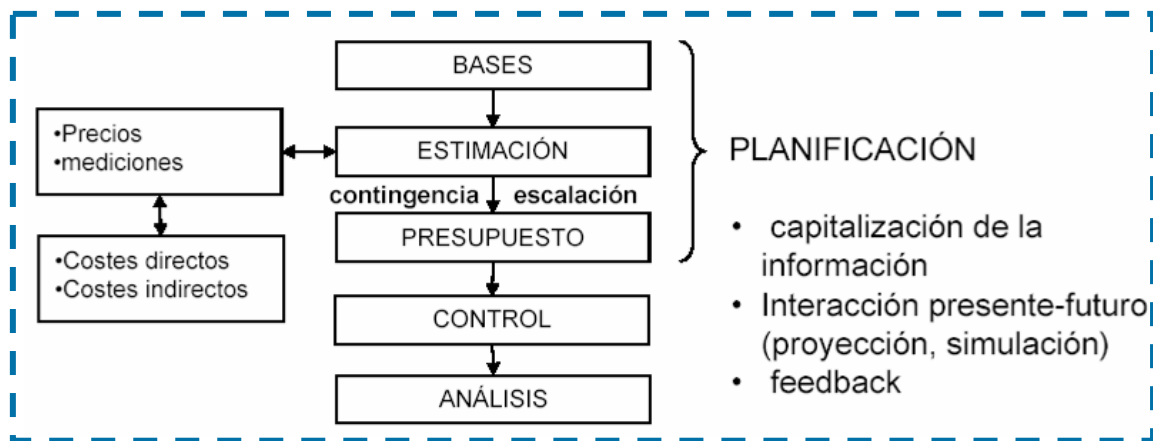 BASES
•Precios
•mediciones
ESTIMACIÓN
PLANIFICACIÓN
contingencia escalación
PRESUPUESTO
•Costes directos
•Costes indirectos
• capitalización de la
información
• Interacción presente-futuro
(proyección, simulación)
• feedback
CONTROL
ANÁLISIS